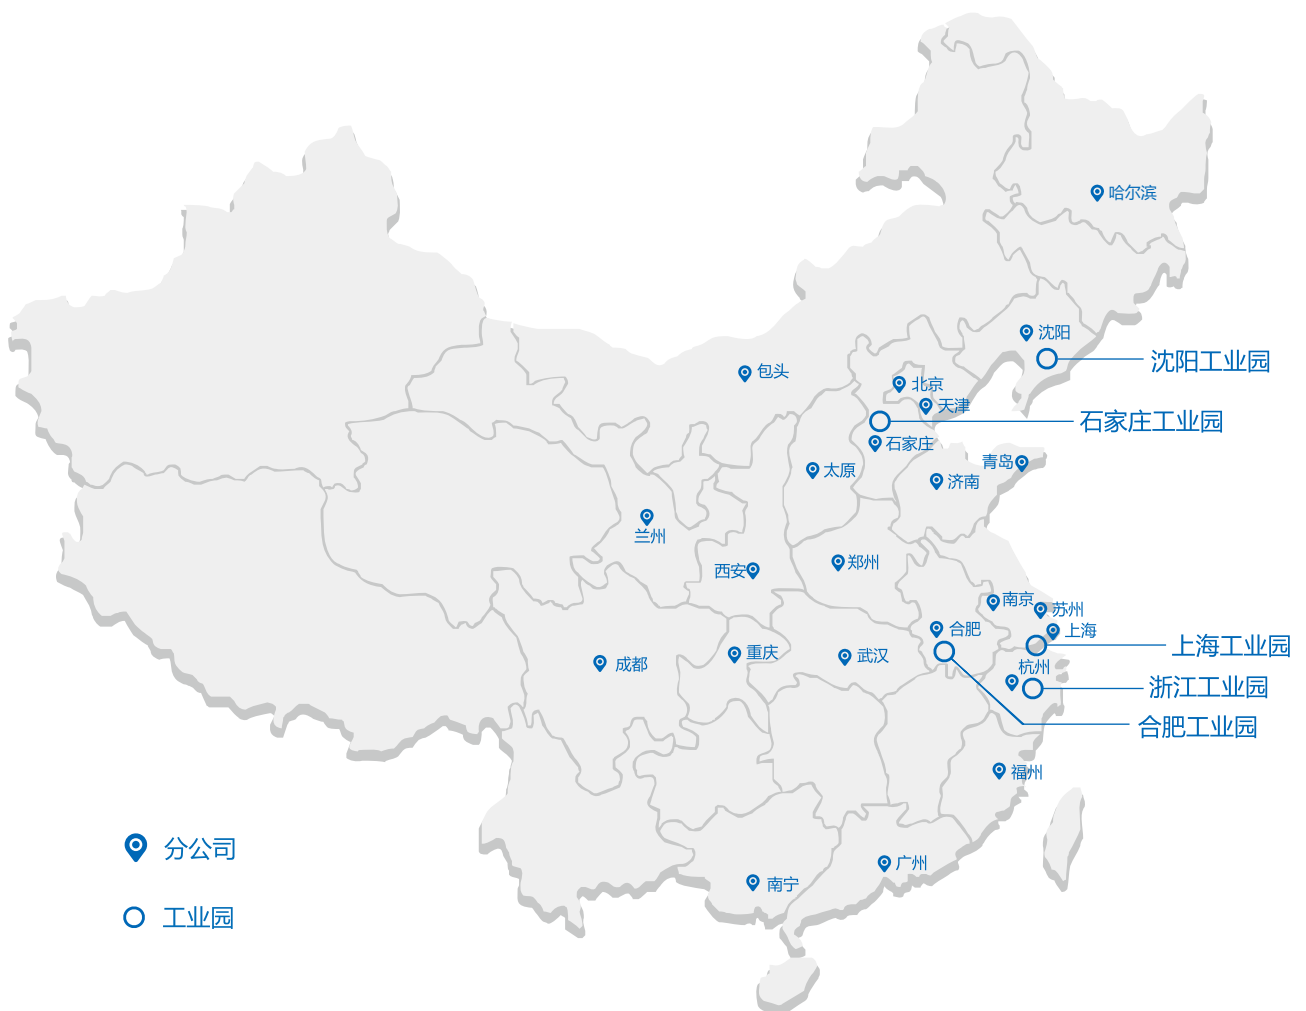 哈尔滨
沈阳
沈阳工业园
包头
北京
天津
石家庄工业园
石家庄
青岛
太原
济南
兰州
郑州
西安
南京
苏州
合肥
上海
上海工业园
重庆
武汉
成都
杭州
浙江工业园
合肥工业园
福州
分公司
广州
南宁
工业园